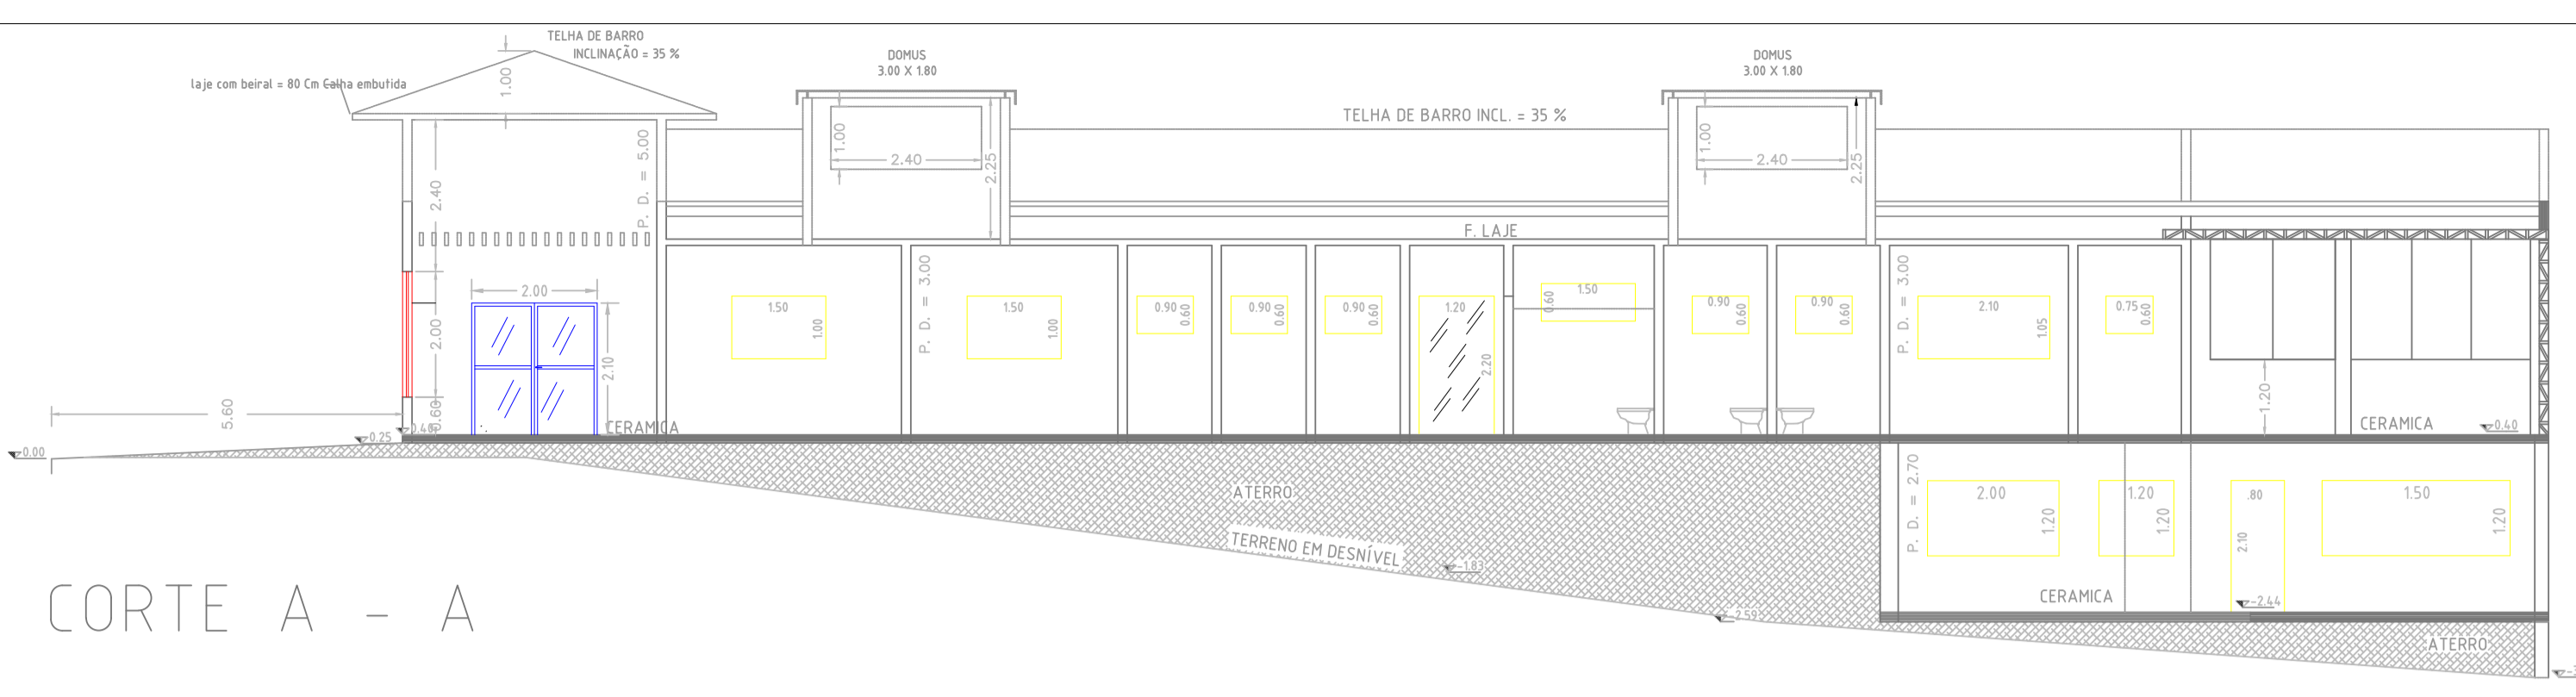 TELHA DE BARRO
INCLINAÇÃO = 35 %
laje com beiral = 80 Cm Calha embutida
1.00
DOMUS
3.00 X 1.80
DOMUS
3.00 X 1.80
TELHA DE BARRO INCL. = 35 %
P. D. = 5.00
1.00
2.40
2.25
1.00
2.40
2.25
2.40
F. LAJE
P. D. = 3.00
P. D. = 3.00
2.00
2.00
2.10
1.50
1.00
1.50
1.00
0.90
0.60
0.90
0.60
0.90
0.60
1.20
2.20
0.60
1.50
0.90
0.60
0.90
0.60
2.10
1.05
0.75
0.60
1.20
5.60
0.60
CERAMICA
CERAMICA
0.40
0.25
0.40
0.00
P. D. = 2.70
2.00
1.20
1.20
1.20
.80
2.10
1.50
1.20
ATERRO
TERRENO EM DESNÍVEL
-1.83
-2.59
CERAMICA
-2.44
ATERRO
CORTE A - A